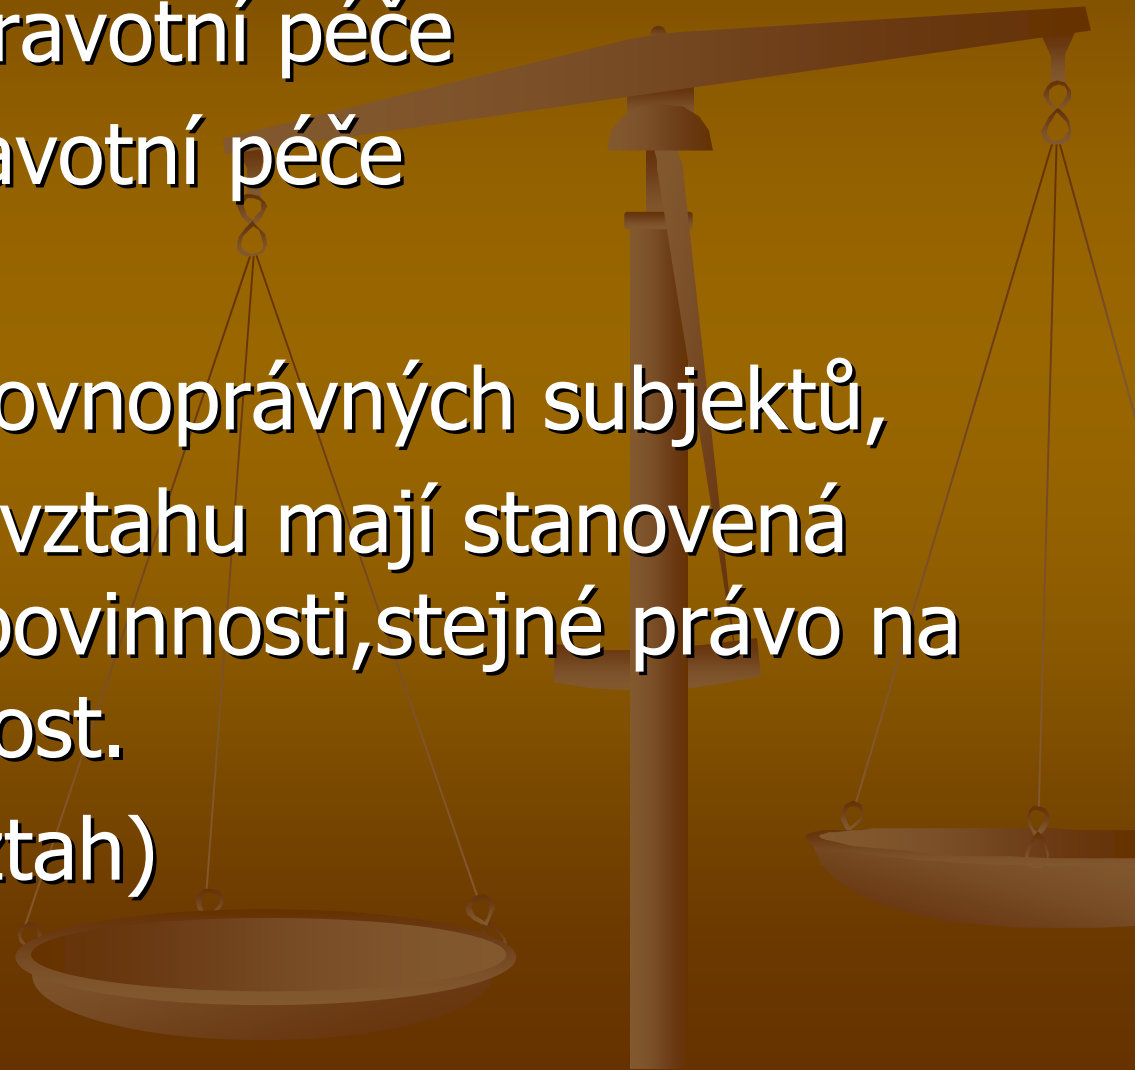 ravotní péče
avotní péče
ovnoprávných subjektů,
vztahu mají stanovená
povinnosti,stejné právo na
ost.
ztah)